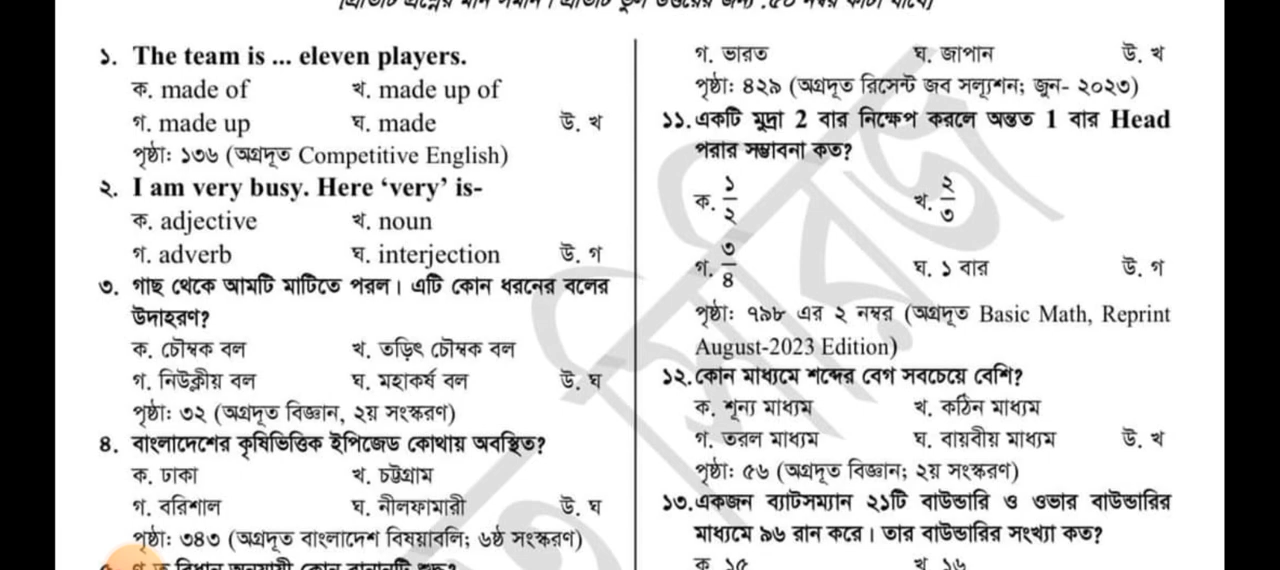 ১. The team is ... eleven players.
ক. made of খ. made up of
গ. made up ঘ. made উ. খ
পৃষ্ঠা: ১৩৬ (অগ্রদূত Competitive English)
২. I am very busy. Here ‘very’ is-
ক. adjective খ. noun
গ. adverb ঘ. interjection উ. গ
৩. গাছ থেকে আমটি মাটিতে পরল। এটি কোন ধরনের বলের
উদাহরণ?
ক. চৌম্বক বল খ. তড়িৎ চৌম্বক বল
গ. নিউক্লীয় বল ঘ. মহাকর্ষ বল উ. ঘ
পৃষ্ঠা: ৩২ (অগ্রদূত বিজ্ঞান, ২য় সংস্করণ)
৪. বাংলাদেশের কৃষিভিত্তিক ইপিজেড কোথায় অবস্থিত?
ক. ঢাকা খ. চট্টগ্রাম
গ. বরিশাল ঘ. নীলফামারী উ. ঘ
পৃষ্ঠা: ৩৪৩ (অগ্রদূত বাংলাদেশ বিষয়াবলি; ৬ষ্ঠ সংস্করণ)
গ. ভারত ঘ. জাপান উ. খ
পৃষ্ঠা: ৪২৯ (অগ্রদূত রিসেন্ট জব সল্যূশন; জুন- ২০২৩)
১১. একটি মুদ্রা 2 বার নিক্ষেপ করলে অন্তত 1 বার Head
পরার সম্ভাবনা কত?
ক. ১/২ খ. ২/৩
গ. ৩/৪ ঘ. ১ বার উ. গ
পৃষ্ঠা: ৭৯৮ এর ২ নম্বর (অগ্রদূত Basic Math, Reprint
August-2023 Edition)
১২. কোন মাধ্যমে শব্দের বেগ সবচেয়ে বেশি?
ক. শূন্য মাধ্যম খ. কঠিন মাধ্যম
গ. তরল মাধ্যম ঘ. বায়বীয় মাধ্যম উ. খ
পৃষ্ঠা: ৫৬ (অগ্রদূত বিজ্ঞান; ২য় সংস্করণ)
১৩. একজন ব্যাটসম্যান ২১টি বাউন্ডারি ও ওভার বাউন্ডারির
মাধ্যমে ৯৬ রান করে। তার বাউন্ডারির সংখ্যা কত?
ক. ১৫ খ. ১৬